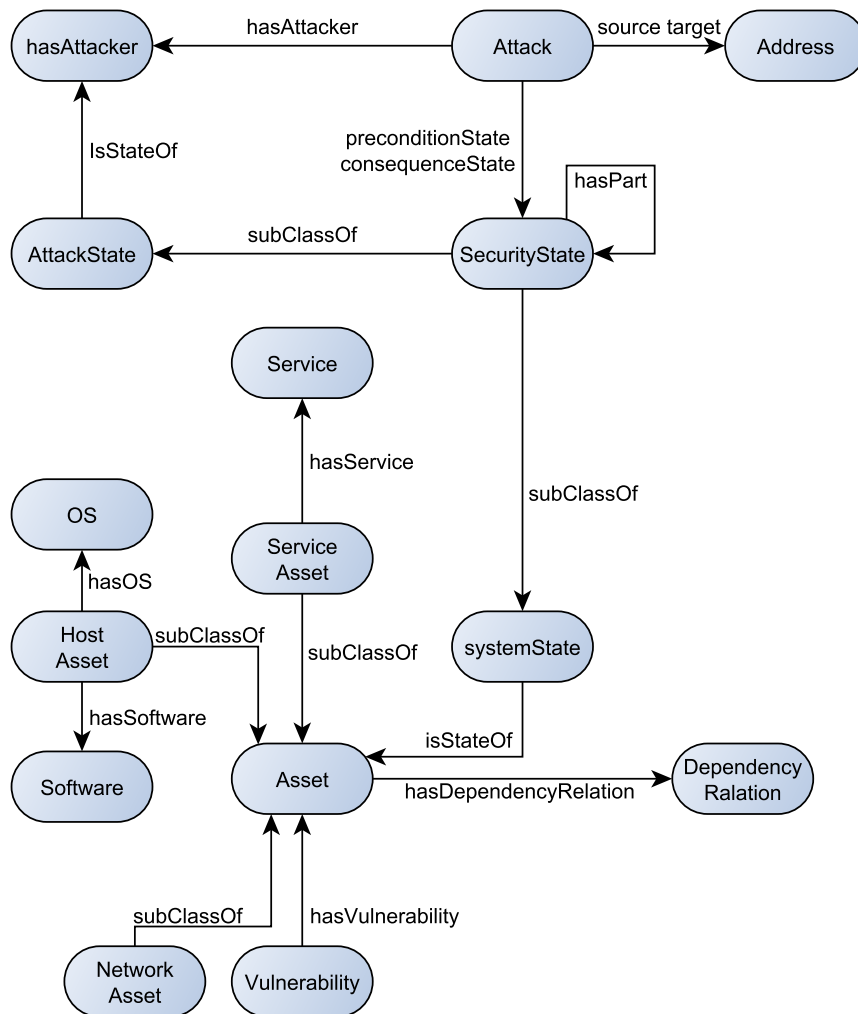 hasAttacker
hasAttacker
Attack
source target
Address
IsStateOf
preconditionState
consequenceState
hasPart
AttackState
subClassOf
SecurityState
Service
hasService
subClassOf
OS
Service
Asset
hasOS
Host
Asset
subClassOf
subClassOf
systemState
hasSoftware
isStateOf
Software
Asset
hasDependencyRelation
Dependency
Ralation
subClassOf
hasVulnerability
Network
Asset
Vulnerability